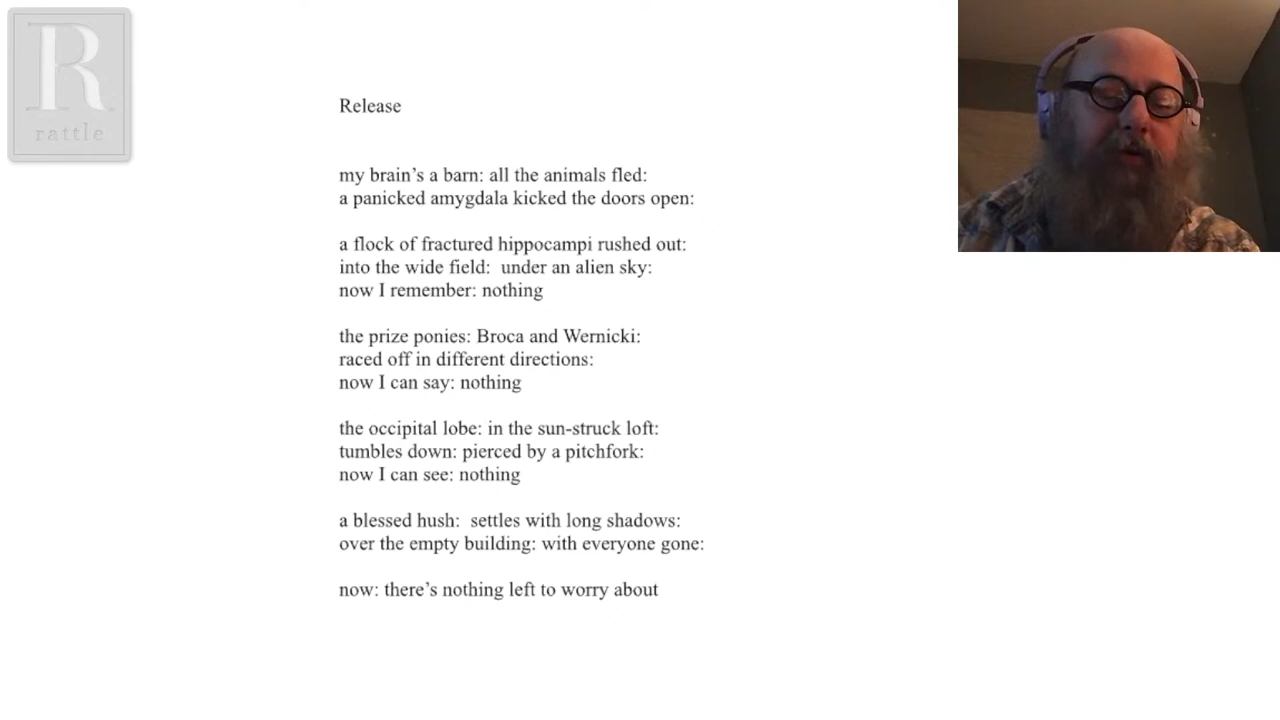 R
rattle
Release
my brain's a barn: all the animals fled:
a panicked amygdala kicked the doors open:
a flock of fractured hippocampi rushed out:
into the wide field:  under an alien sky:
now I remember: nothing
the prize ponies: Broca and Wernicki:
raced off in different directions:
now I can say: nothing
the occipital lobe: in the sun-struck loft:
tumbles down: pierced by a pitchfork:
now I can see: nothing
a blessed hush:  settles with long shadows:
over the empty building: with everyone gone:
now: there's nothing left to worry about